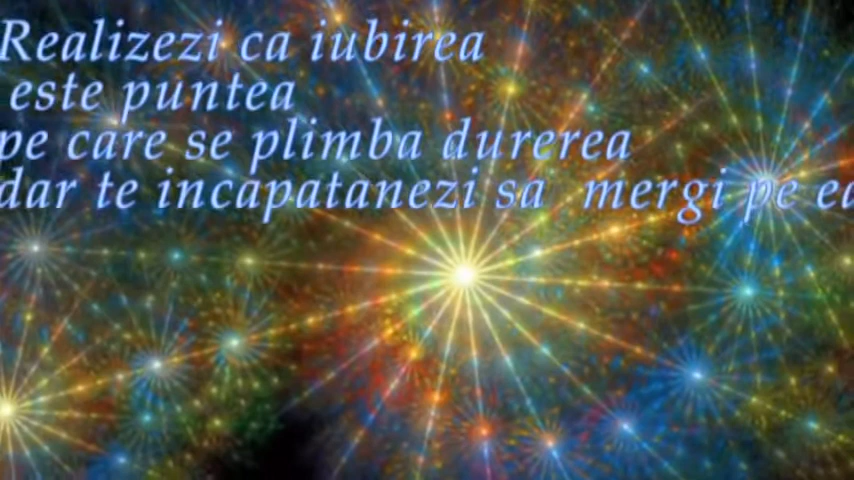 Realizezi ca iubirea
este puntea
pe care se plimba durerea
dar te incapatanezi sa mergi pe ea